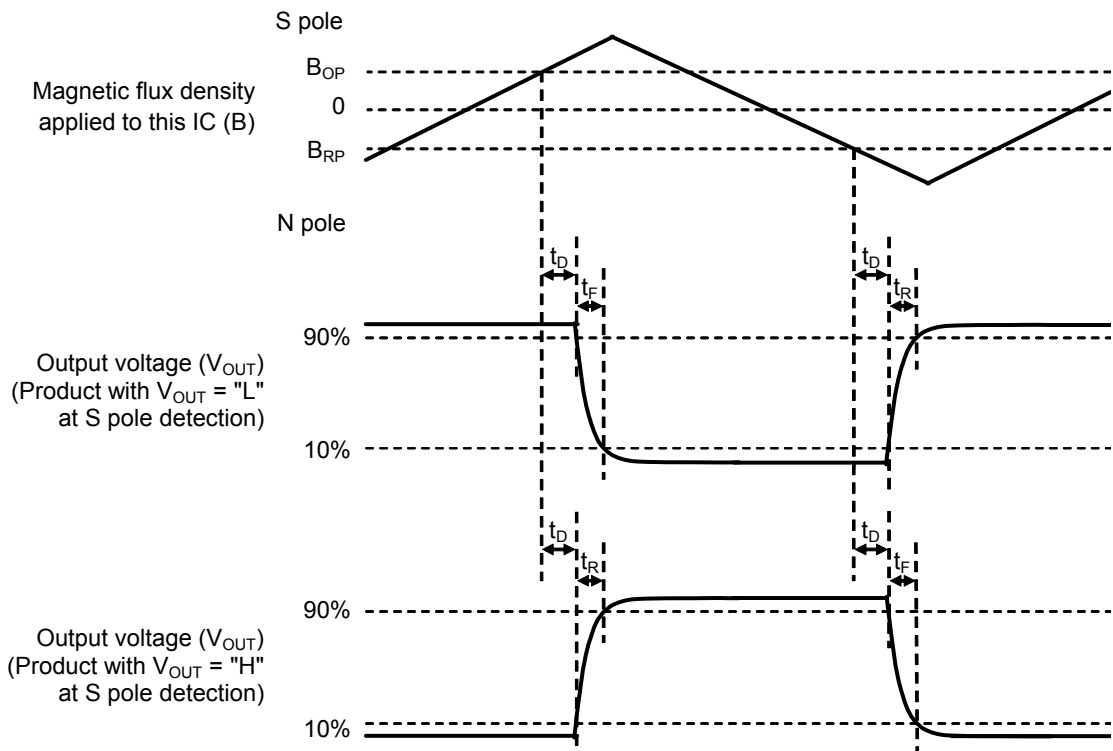 S pole
B_OP
Magnetic flux density
applied to this IC (B)
0
B_RP
N pole
t_D
t_D
t_F
t_R
90%
Output voltage (V_OUT)
(Product with V_OUT = "L"
at S pole detection)
10%
t_D
t_D
t_R
t_F
90%
Output voltage (V_OUT)
(Product with V_OUT = "H"
at S pole detection)
10%